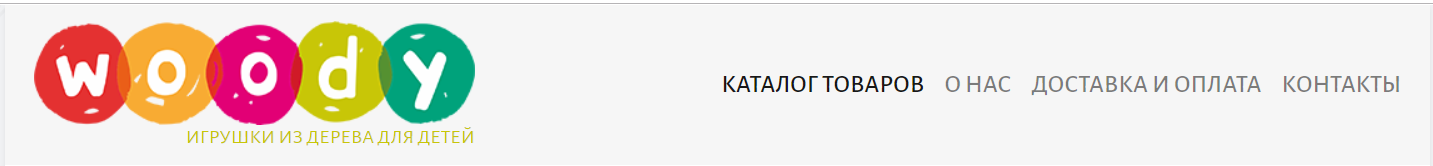 woody
ИГРУШКИ ИЗ ДЕРЕВА ДЛЯ ДЕТЕЙ
КАТАЛОГ ТОВАРОВ О НАС ДОСТАВКА И ОПЛАТА КОНТАКТЫ